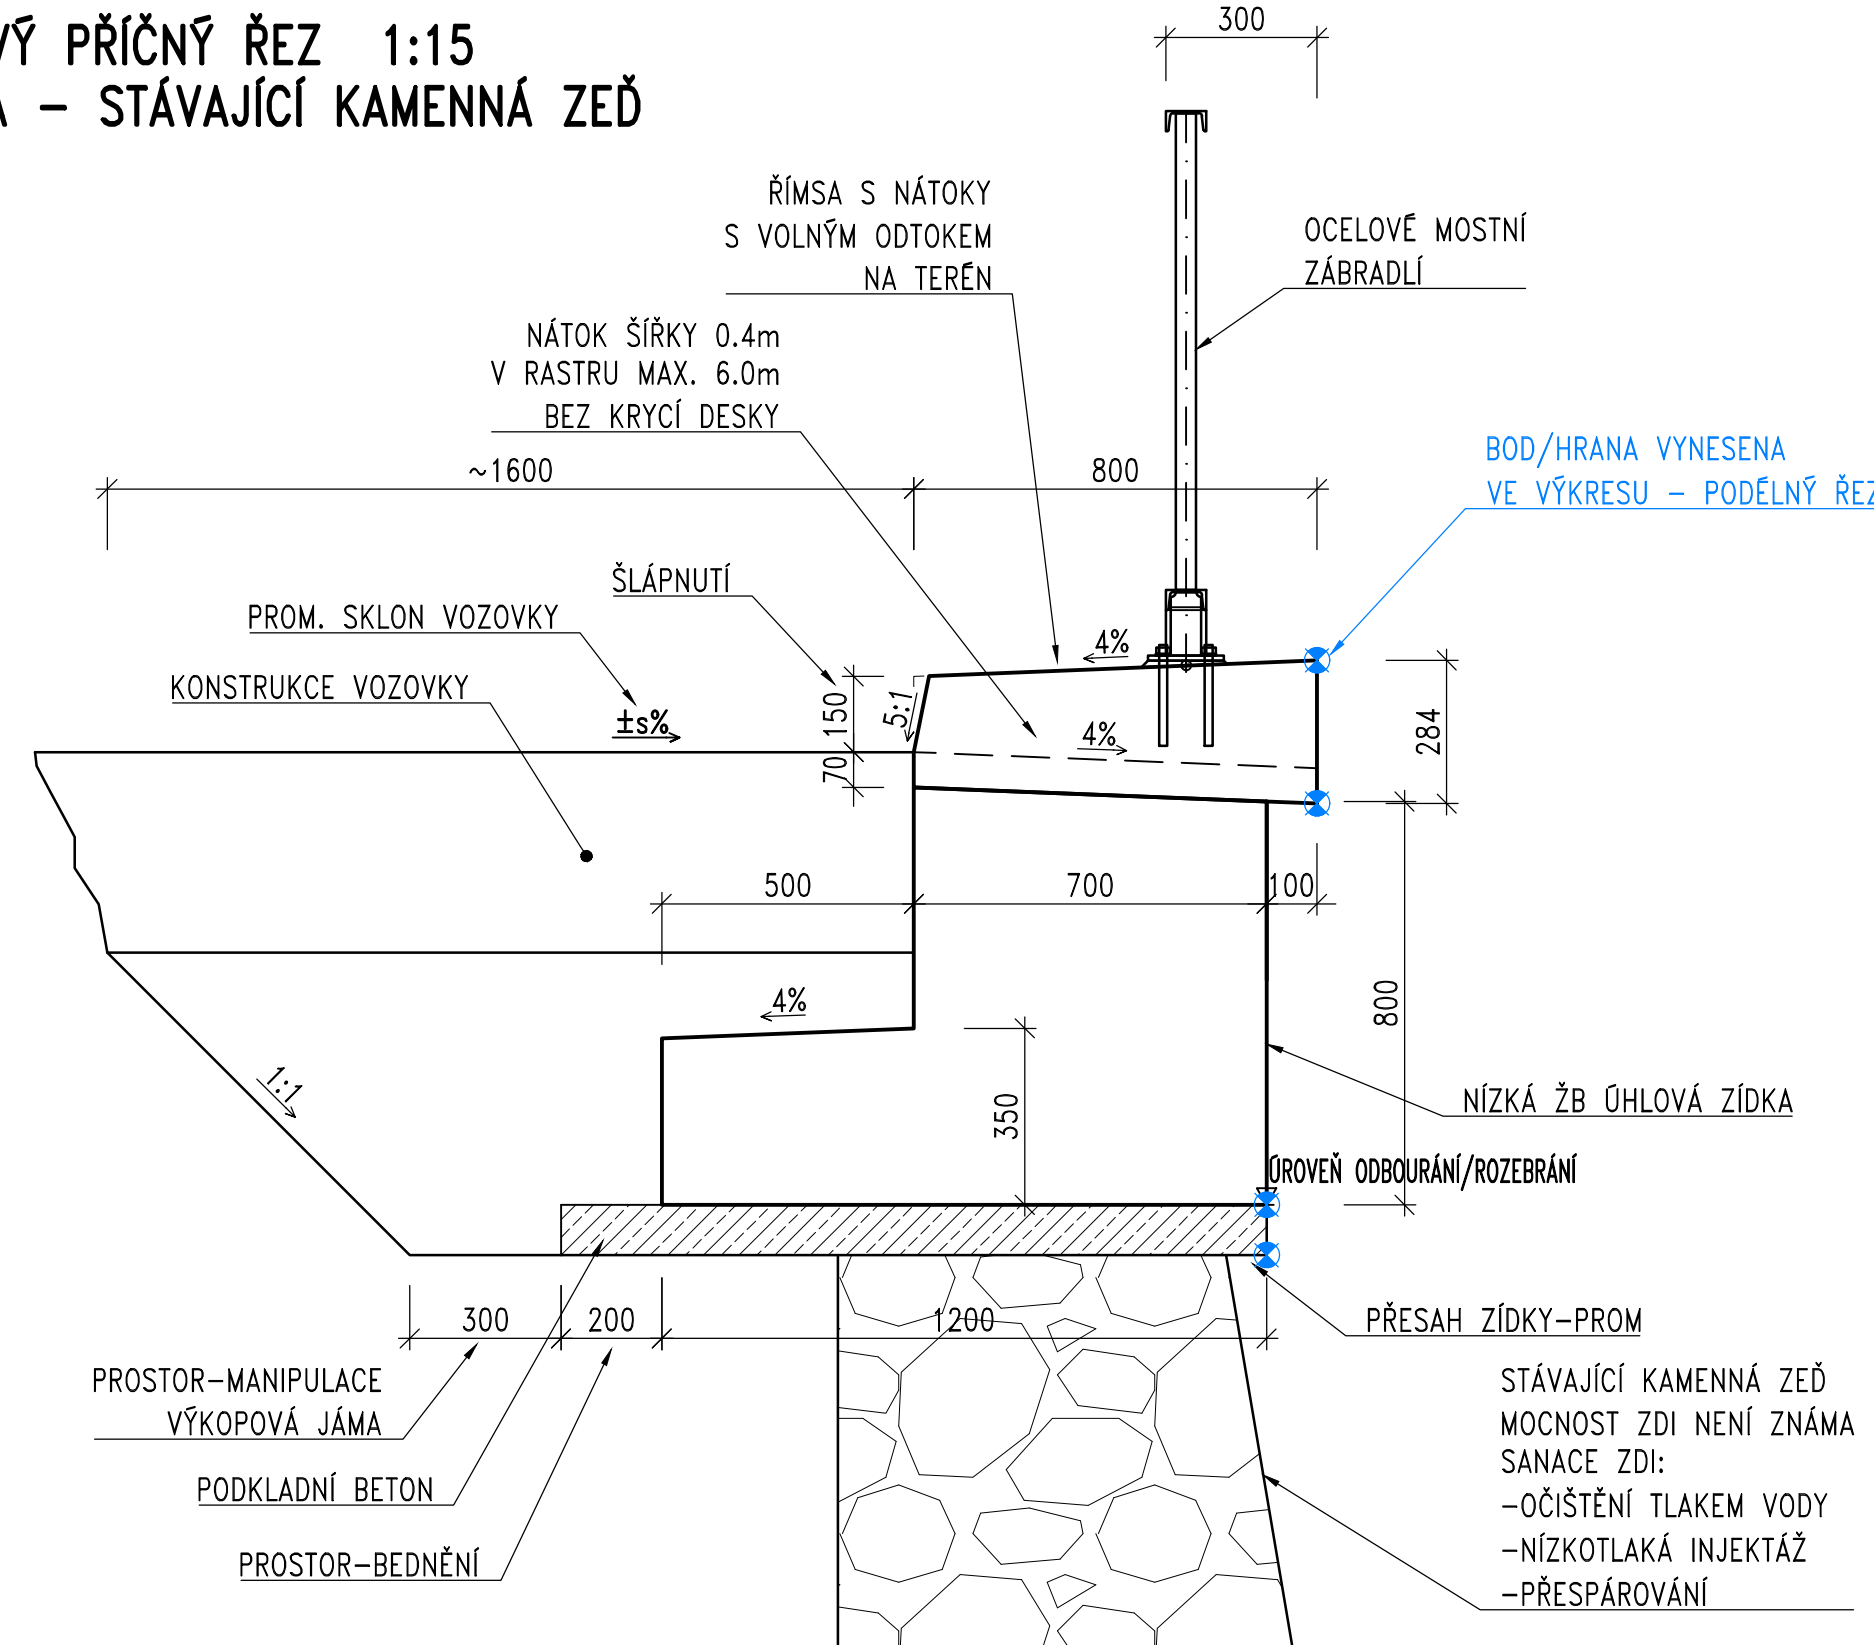 VÝ PŘÍČNÝ ŘEZ 1:15
A – STÁVAJÍCÍ KAMENNÁ ZEĎ
300
ŘÍMSA S NÁTOKY
S VOLNÝM ODTOKEM
NA TERÉN
OCELOVÉ MOSTNÍ
ZÁBRADLÍ
NÁTOK ŠÍŘKY 0.4m
V RASTRU MAX. 6.0m
BEZ KRYCÍ DESKY
BOD/HRANA VYNESENA
VE VÝKRESU – PODÉLNÝ ŘEZ
~1600
800
ŠLÁPNUTÍ
PROM. SKLON VOZOVKY
KONSTRUKCE VOZOVKY
±s%
150
70
5:1
4%
4%
284
500
700
100
800
4%
350
1:1
NÍZKÁ ŽB ÚHLOVÁ ZÍDKA
ÚROVEŇ ODBOURÁNÍ/ROZEBRÁNÍ
300
200
1200
PŘESAH ZÍDKY–PROM
PROSTOR–MANIPULACE
VÝKOPOVÁ JÁMA
PODKLADNÍ BETON
PROSTOR–BEDNĚNÍ
STÁVAJÍCÍ KAMENNÁ ZEĎ
MOCNOST ZDI NENÍ ZNÁMA
SANACE ZDI:
–OČIŠTĚNÍ TLAKEM VODY
–NÍZKOTLAKÁ INJEKTÁŽ
–PŘESPÁROVÁNÍ